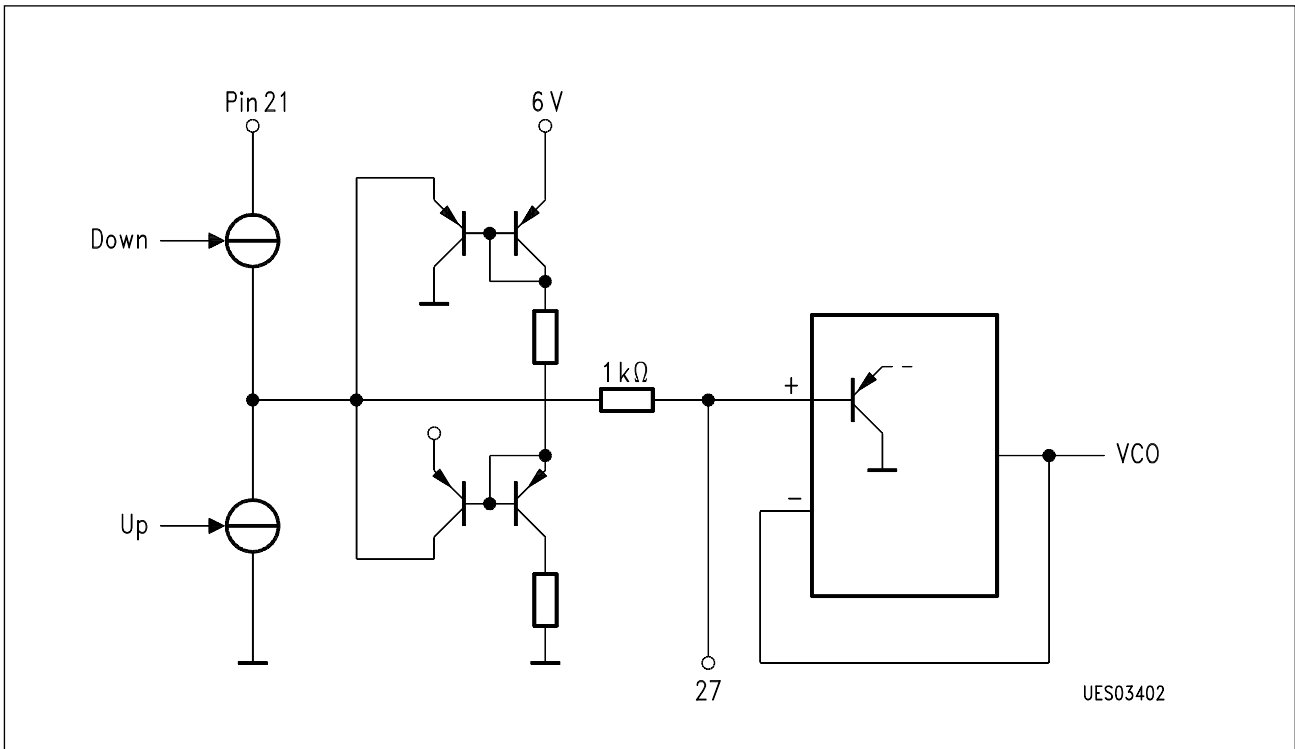 Pin 21
6 V
Down
1 kΩ
+
VCO
-
Up
27
UES03402